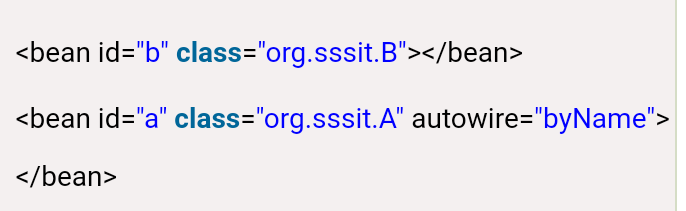 <bean id="b" class="org.sssit.B"></bean>
<bean id="a" class="org.sssit.A" autowire="byName">
</bean>